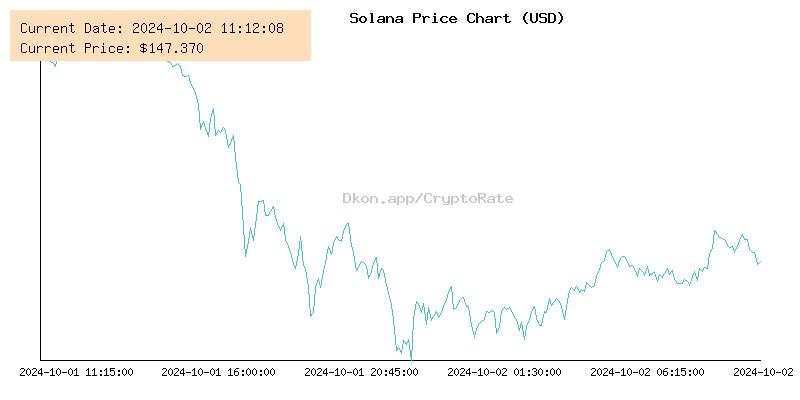 Solana Price Chart (USD)
Current Date: 2024-10-02 11:12:08
Current Price: $147.370
Dkon.app/CryptoRate
2024-10-01 11:15:00 2024-10-01 16:00:00 2024-10-01 20:45:00 2024-10-02 01:30:00 2024-10-02 06:15:00 2024-10-02